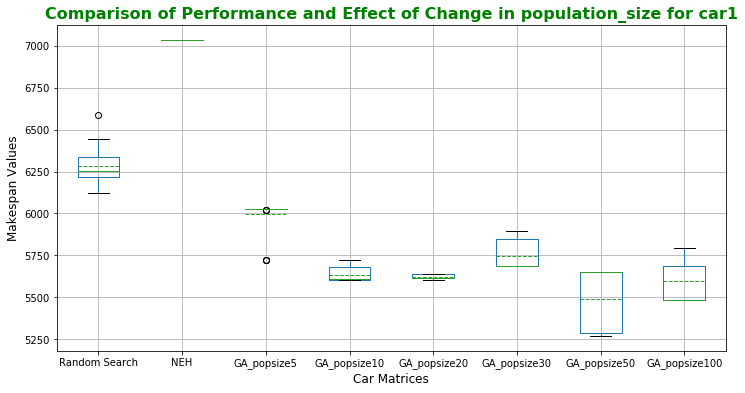 Comparison of Performance and Effect of Change in population_size for car1
Makespan Values
7000
6750
6500
6250
6000
5750
5500
5250
Random Search
NEH
GA_popsize5
GA_popsize10
GA_popsize20
GA_popsize30
GA_popsize50
GA_popsize100
Car Matrices